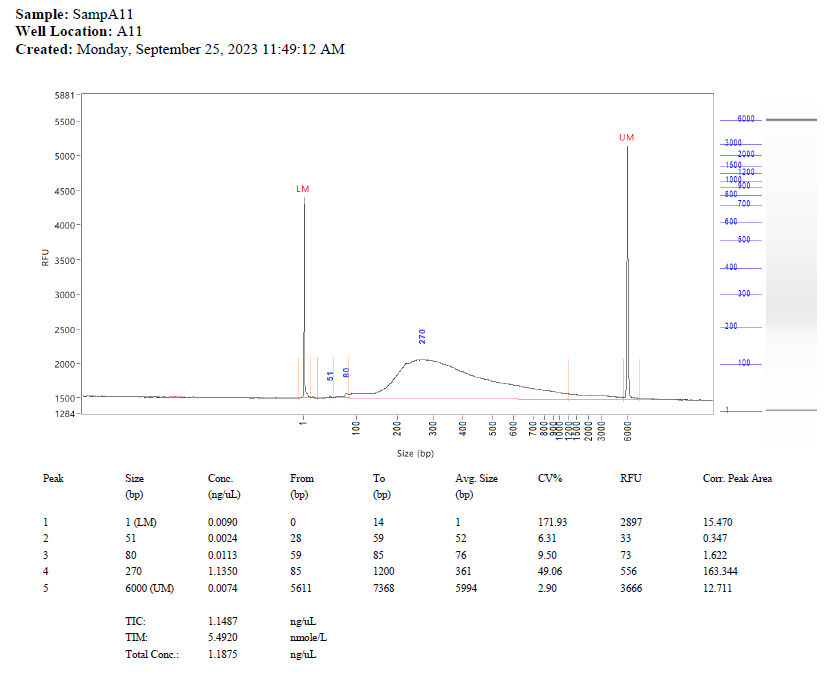 Sample: SampA11
Well Location: A11
Created: Monday, September 25, 2023 11:49:12 AM
5881
5500
5000
4500
4000
3500
3000
2500
2000
1500
1284
RFU
LM
51
80
270
UM
1
100
200
300
400
500
600
700
800
900
1000
1200
1500
2000
3000
6000
Size (bp)
6000
3000
2000
1500
1200
1000
900
800
700
600
500
400
300
200
100
1
Peak Size (bp) Conc. (ng/uL) From (bp) To (bp) Avg. Size (bp) CV% RFU Corr. Peak Area
1 1 (LM) 0.0090 0 14 1 171.93 2897 15.470
2 51 0.0024 28 59 52 6.31 33 0.347
3 80 0.0113 59 85 76 9.50 73 1.622
4 270 1.1350 85 1200 361 49.06 556 163.344
5 6000 (UM) 0.0074 5611 7368 5994 2.90 3666 12.711
TIC: 1.1487 ng/uL
TIM: 5.4920 nmole/L
Total Conc.: 1.1875 ng/uL